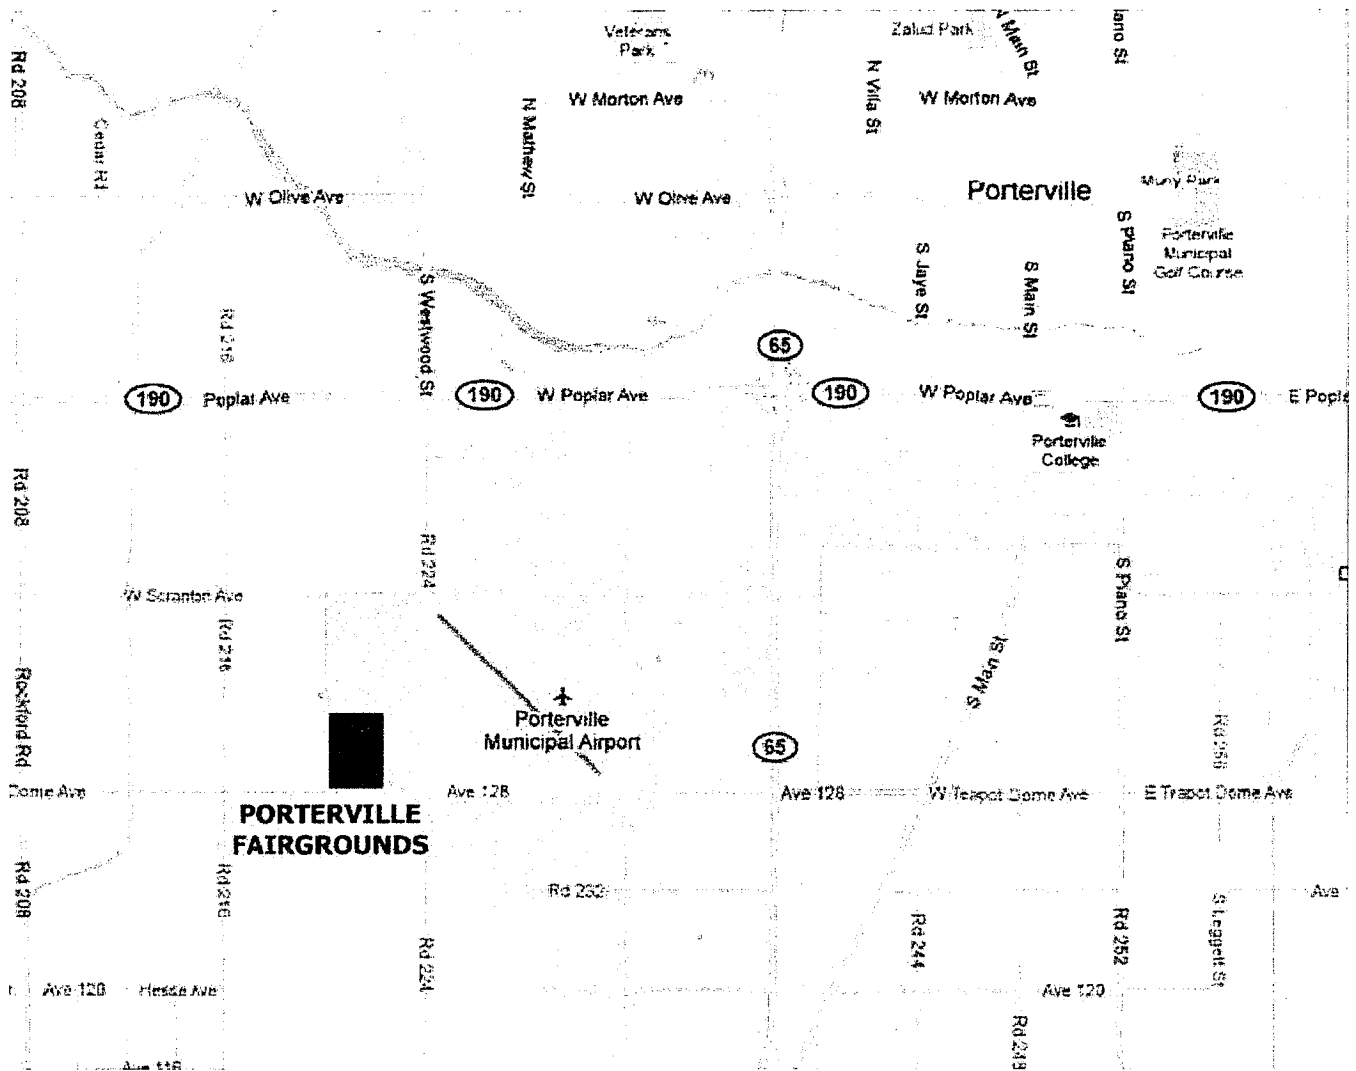 Rd 208
Veterans
Park
Zalud Park
N Main St
lano St
Cedar Rd
W Morton Ave
N Mathew St
N Villa St
W Morton Ave
W Olive Ave
W Olive Ave
Porterville
Muny Park
S Plano St
Porterville
Municipal
Golf Course
S Jaye St
S Main St
S Westwood St
Rd 216
65
190
Poplar Ave
190
W Poplar Ave
190
W Poplar Ave
190
E Pople
Porterville
College
Rd 208
Rd 224
W Scranton Ave
Rd 216
S Plano St
S Main St
Rockford Rd
Porterville
Municipal Airport
65
Rd 256
Dome Ave
Ave 128
Ave 128
W Teapot Dome Ave
E Teapot Dome Ave
PORTERVILLE
FAIRGROUNDS
Rd 208
Rd 216
Rd 232
Ave
Rd 224
Rd 244
Rd 252
S Leggett St
Ave 120
Hesse Ave
Ave 120
Rd 248
Ave 116